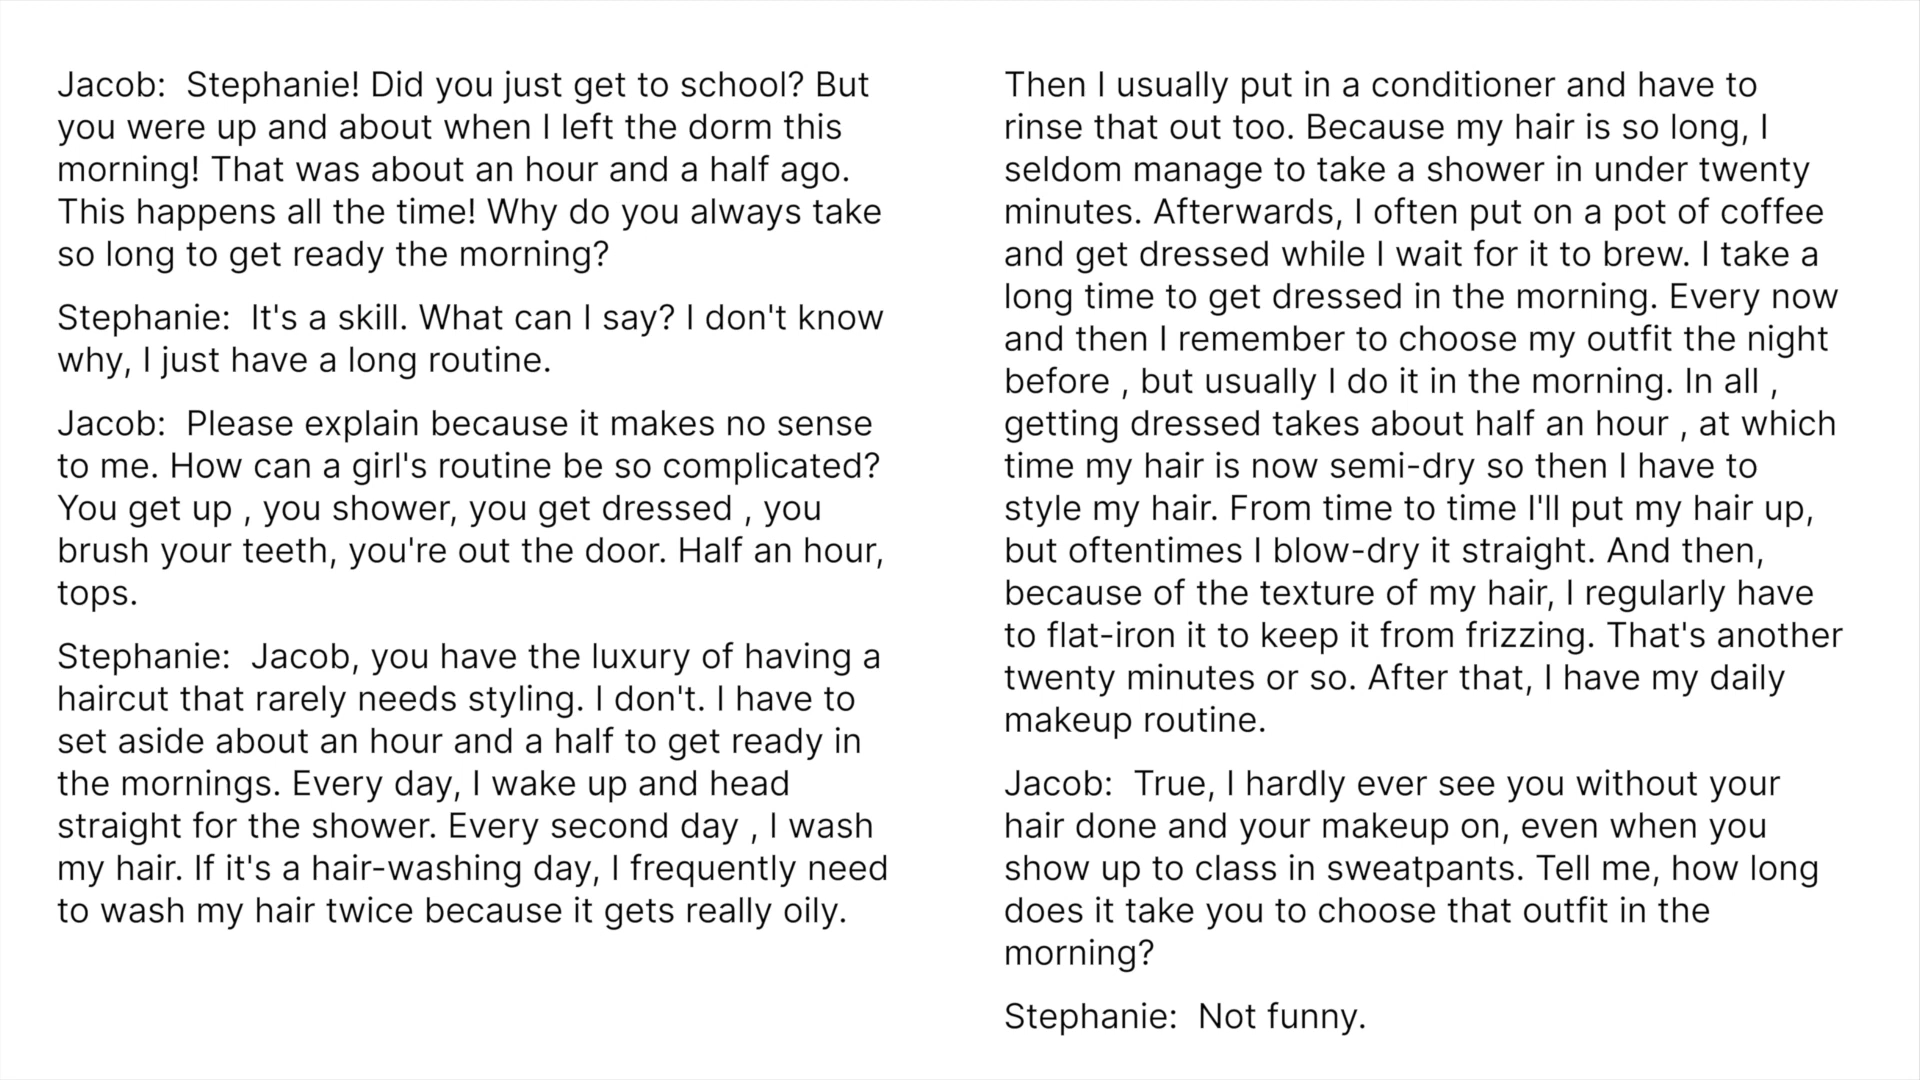 Jacob:  Stephanie! Did you just get to school? But
you were up and about when I left the dorm this
morning! That was about an hour and a half ago.
This happens all the time! Why do you always take
so long to get ready the morning?
Stephanie:  It's a skill. What can I say? I don't know
why, I just have a long routine.
Jacob:  Please explain because it makes no sense
to me. How can a girl's routine be so complicated?
You get up , you shower, you get dressed , you
brush your teeth, you're out the door. Half an hour,
tops.
Stephanie:  Jacob, you have the luxury of having a
haircut that rarely needs styling. I don't. I have to
set aside about an hour and a half to get ready in
the mornings. Every day, I wake up and head
straight for the shower. Every second day , I wash
my hair. If it's a hair-washing day, I frequently need
to wash my hair twice because it gets really oily.
Then I usually put in a conditioner and have to
rinse that out too. Because my hair is so long, I
seldom manage to take a shower in under twenty
minutes. Afterwards, I often put on a pot of coffee
and get dressed while I wait for it to brew. I take a
long time to get dressed in the morning. Every now
and then I remember to choose my outfit the night
before , but usually I do it in the morning. In all ,
getting dressed takes about half an hour , at which
time my hair is now semi-dry so then I have to
style my hair. From time to time I'll put my hair up,
but oftentimes I blow-dry it straight. And then,
because of the texture of my hair, I regularly have
to flat-iron it to keep it from frizzing. That's another
twenty minutes or so. After that, I have my daily
makeup routine.
Jacob:  True, I hardly ever see you without your
hair done and your makeup on, even when you
show up to class in sweatpants. Tell me, how long
does it take you to choose that outfit in the
morning?
Stephanie:  Not funny.